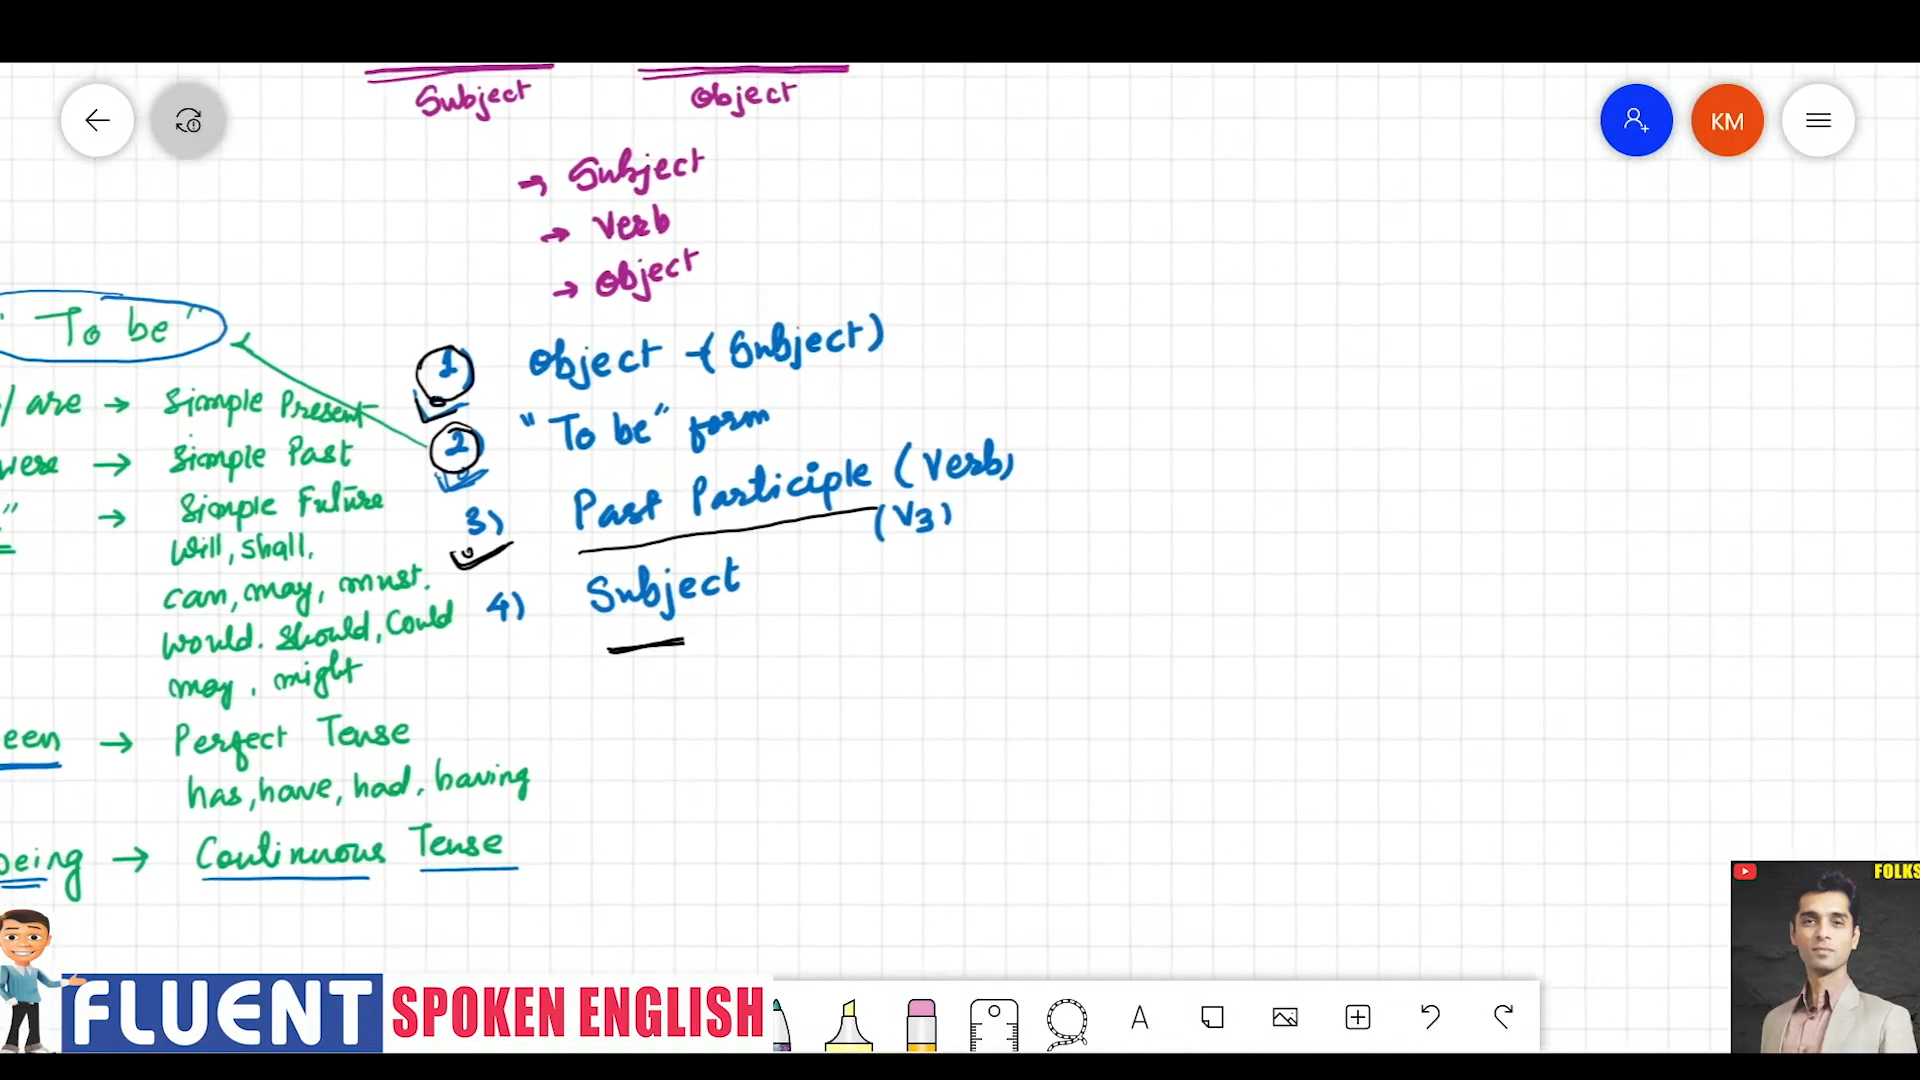 Subject Object
→ Subject
→ Verb
→ Object
KM
"To be"
/are → Simple Present
were → Simple Past
" → Simple Future
will, shall,
can, may, must.
would. should, could
may, might
een → Perfect Tense
has, have, had, having
being → Continuous Tense
1) Object → (Subject)
2) "To be" form
3) Past Participle (Verb)
(V3)
4) Subject
FOLKS
FLUENT SPOKEN ENGLISH
A